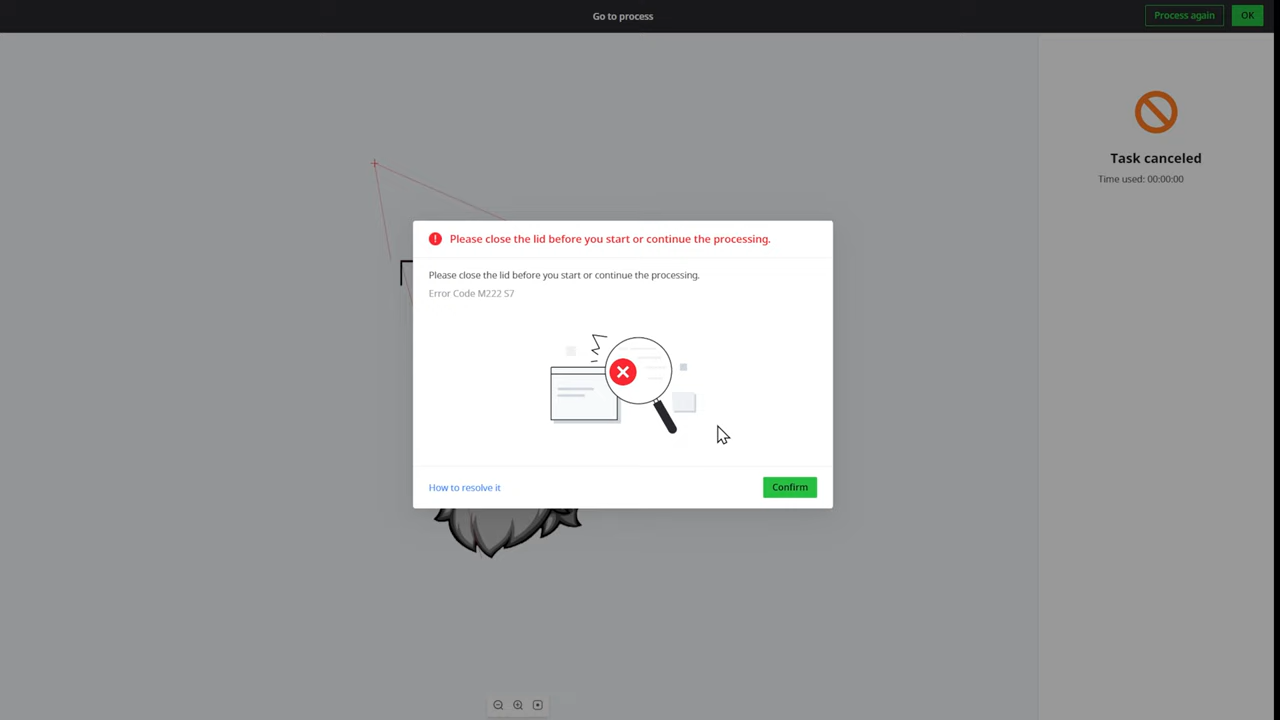 Go to process
Process again
OK
Task canceled
Time used: 00:00:00
Please close the lid before you start or continue the processing.
Please close the lid before you start or continue the processing.
Error Code M222 S7
How to resolve it
Confirm